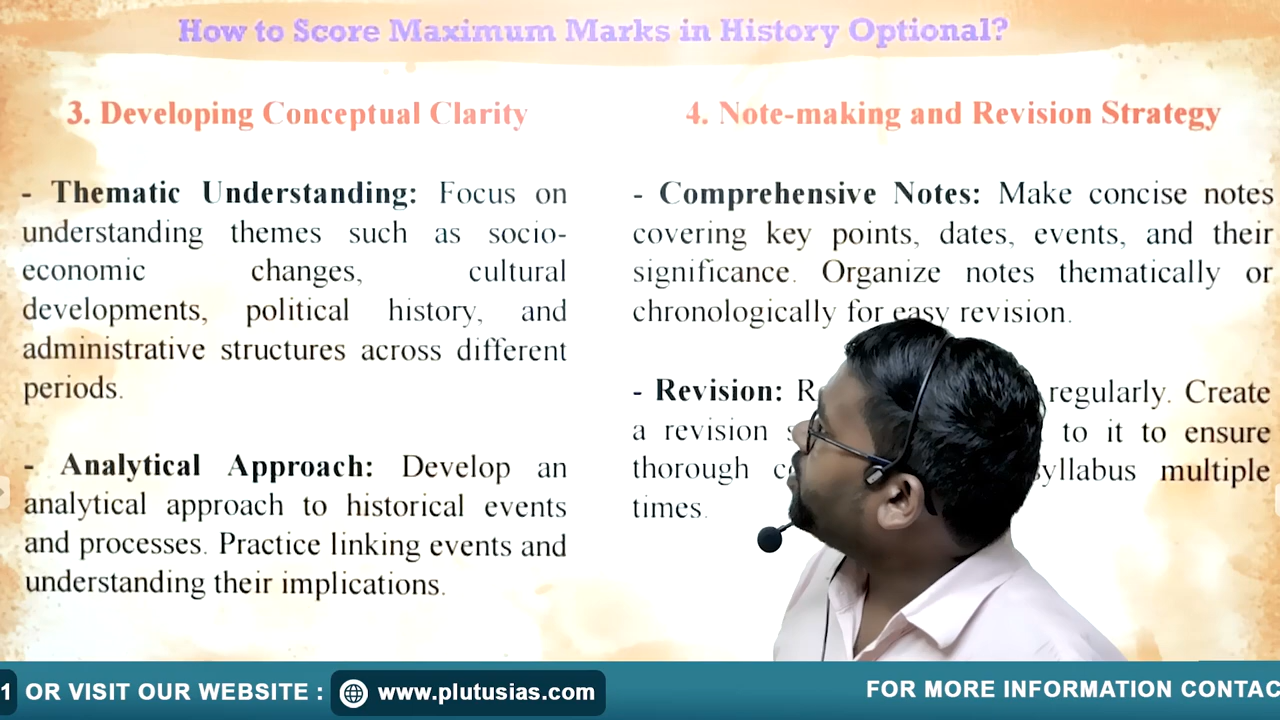 How to Score Maximum Marks in History Optional?
3. Developing Conceptual Clarity
- Thematic Understanding: Focus on
understanding themes such as socio-
economic changes, cultural
developments, political history, and
administrative structures across different
periods.
- Analytical Approach: Develop an
analytical approach to historical events
and processes. Practice linking events and
understanding their implications.
4. Note-making and Revision Strategy
- Comprehensive Notes: Make concise notes
covering key points, dates, events, and their
significance. Organize notes thematically or
chronologically for easy revision.
- Revision: regularly. Create
a revision to it to ensure
thorough multiple
times.
1 OR VISIT OUR WEBSITE : www.plutusias.com FOR MORE INFORMATION